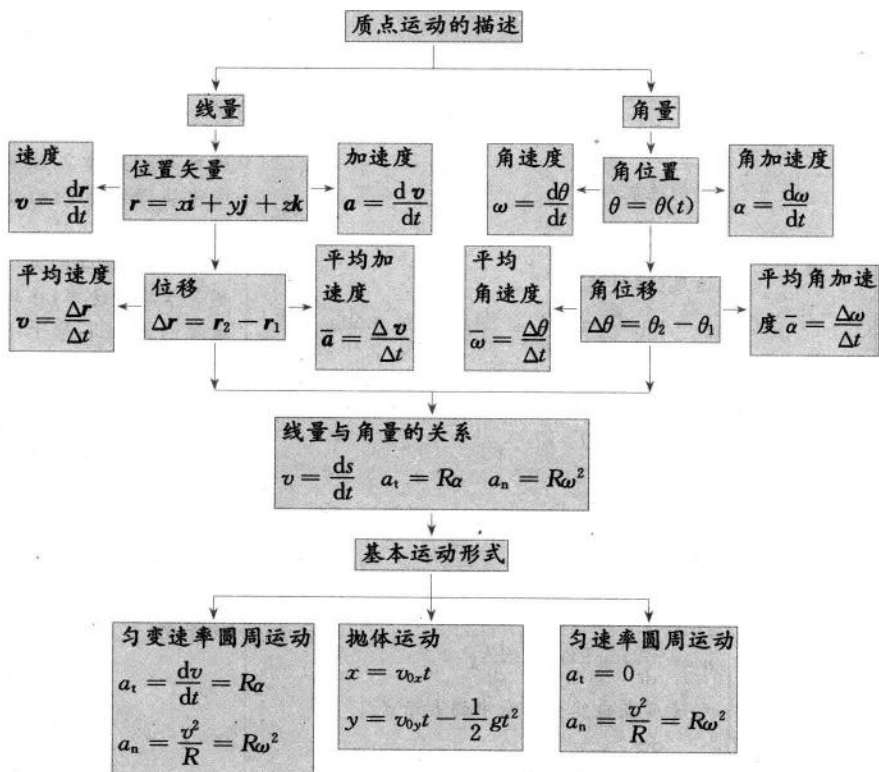 质点运动的描述
线量
角量
速度
v = dr/dt
位置矢量
r = xi + yj + zk
加速度
a = dv/dt
角速度
ω = dθ/dt
角位置
θ = θ(t)
角加速度
α = dω/dt
平均速度
v = Δr/Δt
位移
Δr = r₂ − r₁
平均加
速度
a̅ = Δv/Δt
平均
角速度
ω̅ = Δθ/Δt
角位移
Δθ = θ₂ − θ₁
平均角加速
度 α̅ = Δω/Δt
线量与角量的关系
v = ds/dt aₜ = Rα aₙ = Rω²
基本运动形式
匀变速率圆周运动
aₜ = dv/dt = Rα
aₙ = v²/R = Rω²
抛体运动
x = v₀ₓt
y = v₀yt − 1/2 gt²
匀速率圆周运动
aₜ = 0
aₙ = v²/R = Rω²